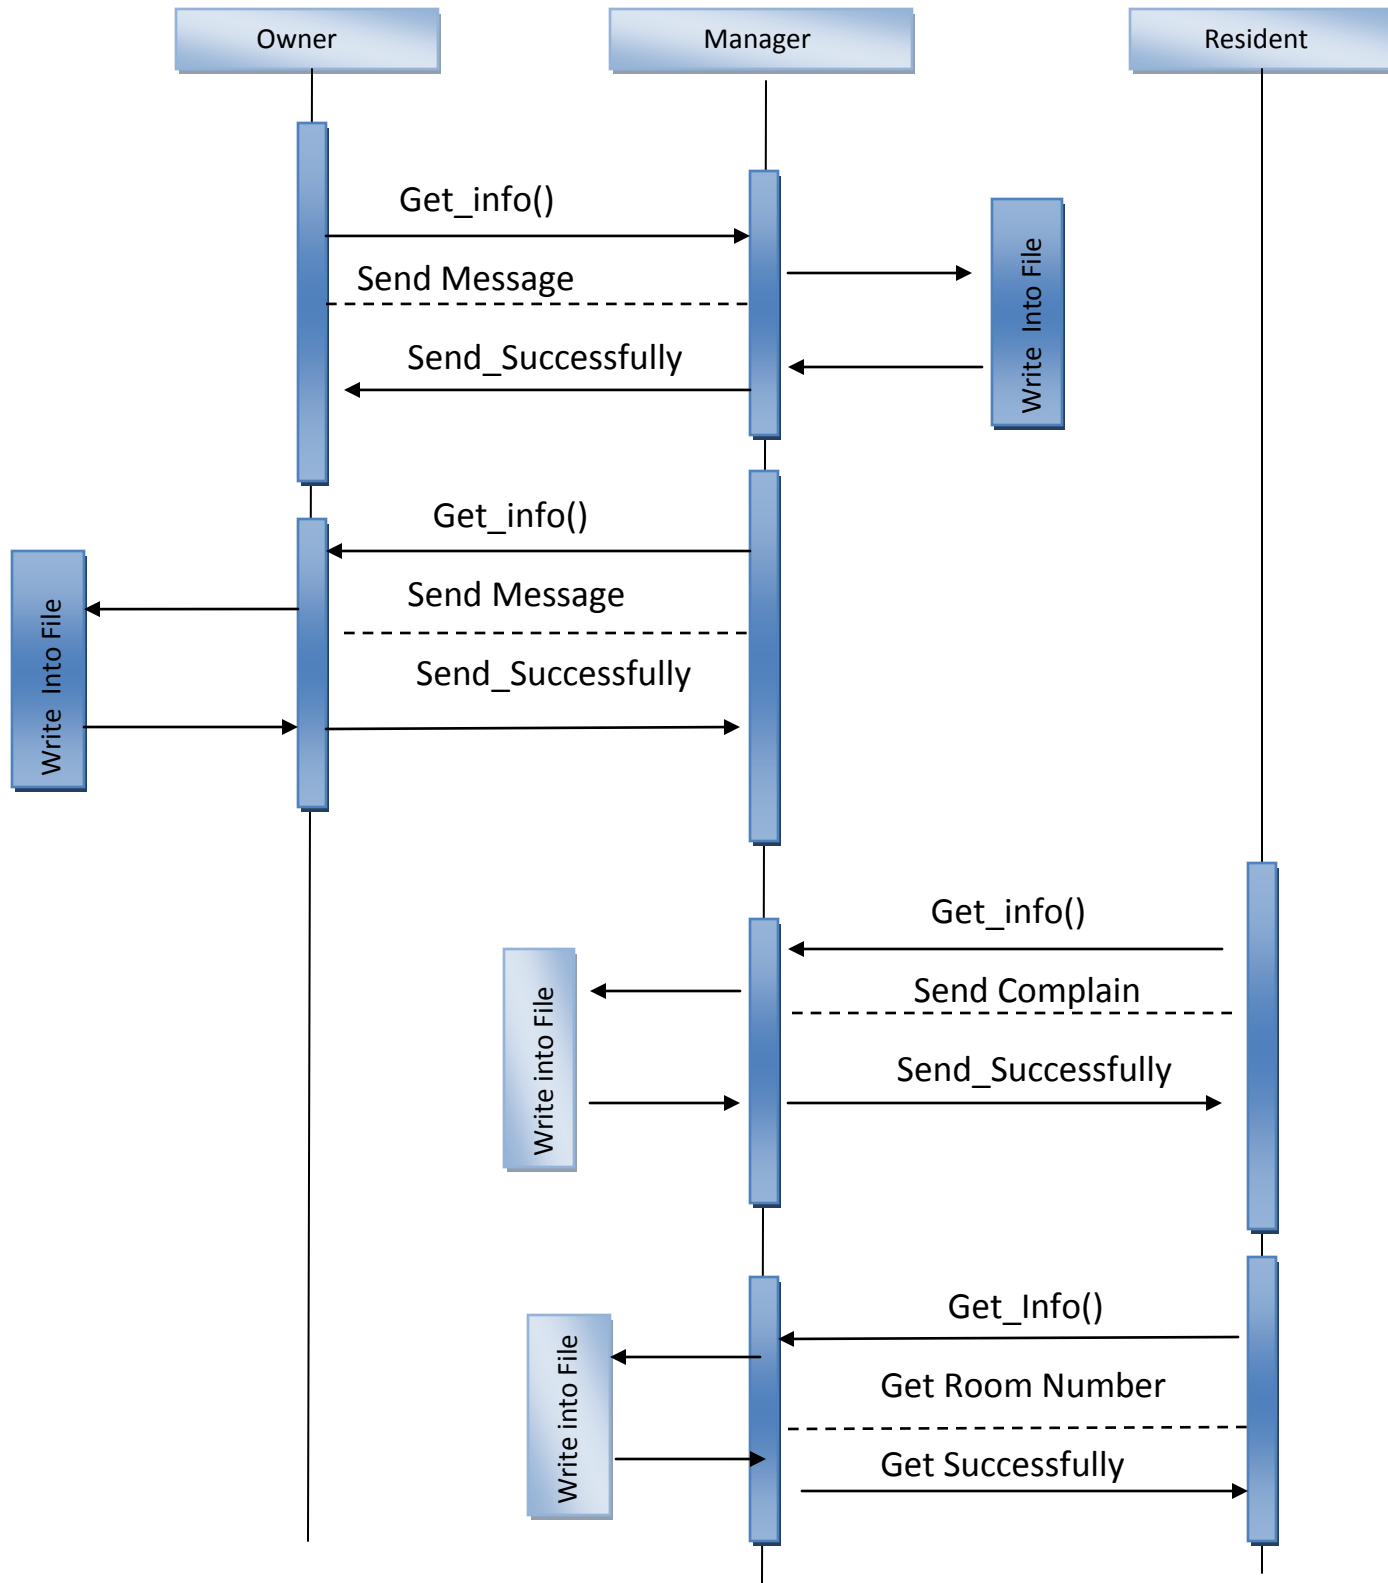 Owner
Manager
Resident
Get_info()
Send Message
Send_Successfully
Write  Into File
Get_info()
Send Message
Send_Successfully
Write  Into File
Get_info()
Send Complain
Send_Successfully
Write into File
Get_Info()
Get Room Number
Get Successfully
Write into File